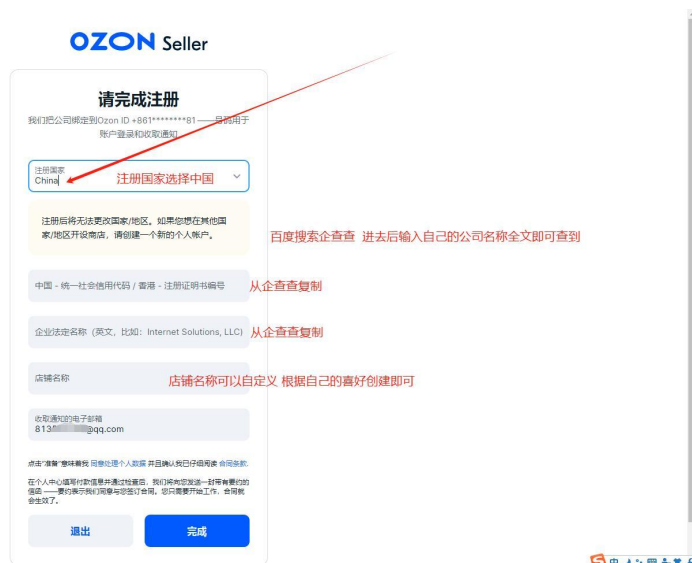 OZON Seller
请完成注册
我们把公司绑定到Ozon ID +861********81 ——号码用于
账户登录和收取通知
注册国家
China
注册国家选择中国
注册后将无法更改国家/地区。如果您想在其他国
家/地区开设商店，请创建一个新的个人帐户。
百度搜索企查查 进去后输入自己的公司名称全文即可查到
中国 - 统一社会信用代码 / 香港 - 注册证明书编号
从企查查复制
企业法定名称（英文，比如：Internet Solutions, LLC)
从企查查复制
店铺名称
店铺名称可以自定义 根据自己的喜好创建即可
收取通知的电子邮箱
813 @qq.com
点击“准备”意味着我 同意处理个人数据 并且确认我已仔细阅读 合同条款.
在个人中心填写付款信息并通过检查后，我们将向您发送一封带有要约的
信函 ——要约表示我们同意与您签订合同。您只需要开始工作，合同就
会生效了。
退出
完成
中